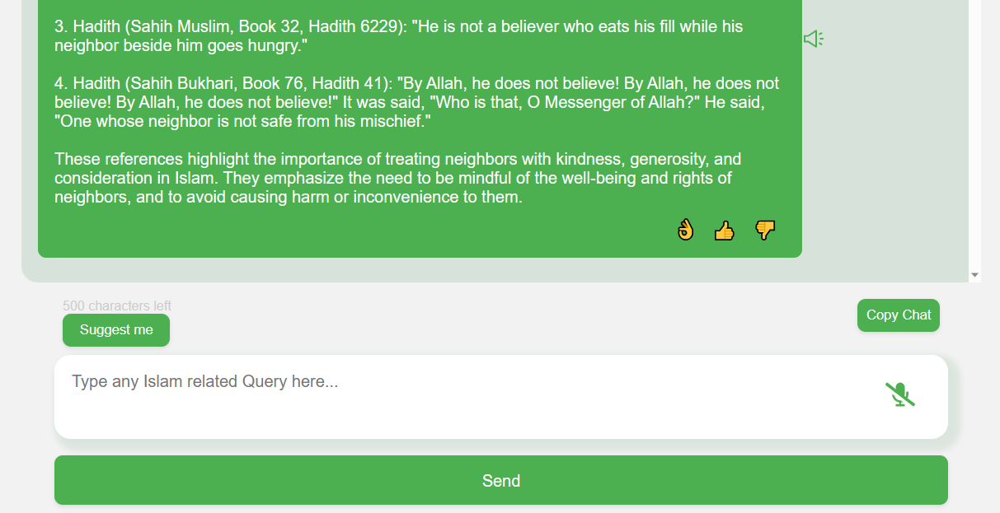 3. Hadith (Sahih Muslim, Book 32, Hadith 6229): "He is not a believer who eats his fill while his
neighbor beside him goes hungry."
4. Hadith (Sahih Bukhari, Book 76, Hadith 41): "By Allah, he does not believe! By Allah, he does not
believe! By Allah, he does not believe!" It was said, "Who is that, O Messenger of Allah?" He said,
"One whose neighbor is not safe from his mischief."
These references highlight the importance of treating neighbors with kindness, generosity, and
consideration in Islam. They emphasize the need to be mindful of the well-being and rights of
neighbors, and to avoid causing harm or inconvenience to them.
500 characters left
Suggest me
Copy Chat
Type any Islam related Query here...
Send